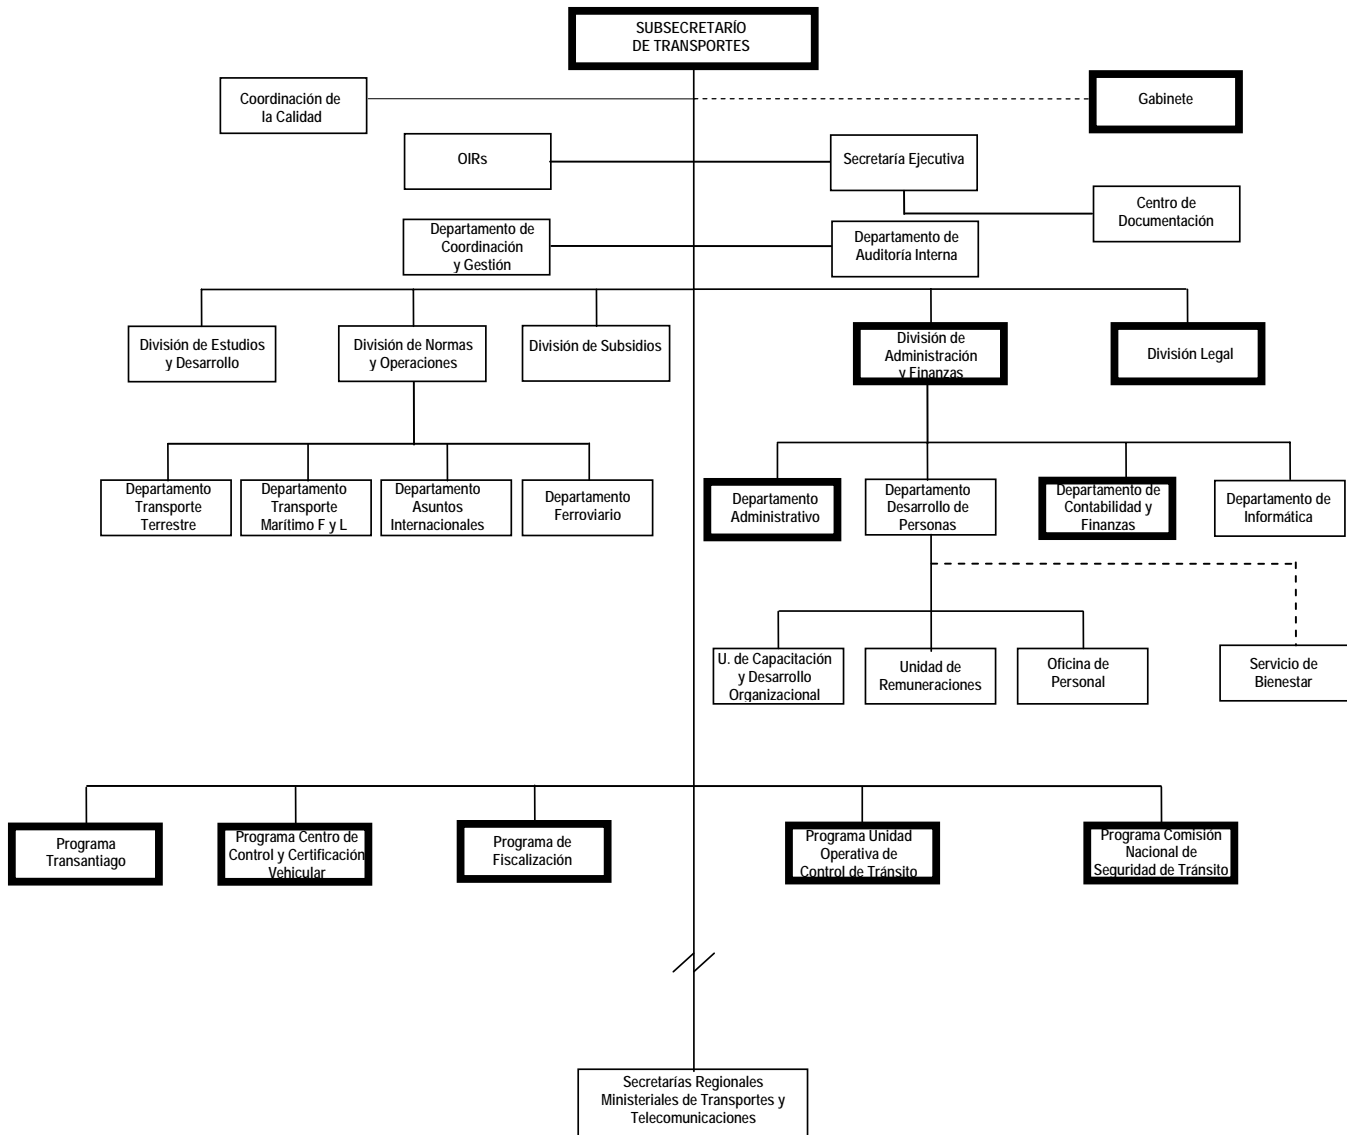 SUBSECRETARÍO
DE TRANSPORTES
Coordinación de
la Calidad
Gabinete
OIRs
Secretaría Ejecutiva
Centro de
Documentación
Departamento de
Coordinación
y Gestión
Departamento de
Auditoría Interna
División de Estudios
y Desarrollo
División de Normas
y Operaciones
División de Subsidios
División de
Administración
y Finanzas
División Legal
Departamento
Transporte
Terrestre
Departamento
Transporte
Marítimo F y L
Departamento
Asuntos
Internacionales
Departamento
Ferroviario
Departamento
Administrativo
Departamento
Desarrollo de
Personas
Departamento de
Contabilidad y
Finanzas
Departamento de
Informática
U. de Capacitación
y Desarrollo
Organizacional
Unidad de
Remuneraciones
Oficina de
Personal
Servicio de
Bienestar
Programa
Transantiago
Programa Centro de
Control y Certificación
Vehicular
Programa de
Fiscalización
Programa Unidad
Operativa de
Control de Tránsito
Programa Comisión
Nacional de
Seguridad de Tránsito
Secretarías Regionales
Ministeriales de Transportes y
Telecomunicaciones